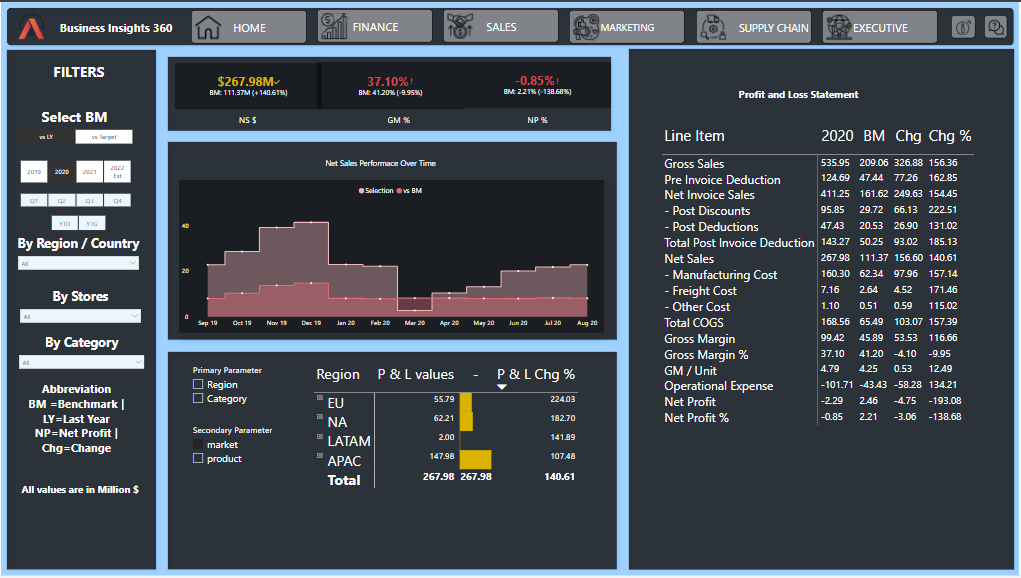 Business Insights 360
HOME
FINANCE
SALES
MARKETING
SUPPLY CHAIN
EXECUTIVE
FILTERS
Select BM
vs LY
vs Target
2019
2020
2021
2022
Est
Q1
Q2
Q3
Q4
YTD
YTG
By Region / Country
All
By Stores
All
By Category
All
Abbreviation
BM =Benchmark |
LY=Last Year
NP=Net Profit |
Chg=Change
All values are in Million $
$267.98M✓
BM: 111.37M (+140.61%)
NS $
37.10%!
BM: 41.20% (-9.95%)
GM %
-0.85%!
BM: 2.21% (-138.68%)
NP %
Net Sales Performace Over Time
Selection vs BM
40
20
0
Sep 19 Oct 19 Nov 19 Dec 19 Jan 20 Feb 20 Mar 20 Apr 20 May 20 Jun 20 Jul 20 Aug 20
Primary Parameter
Region
Category
Secondary Parameter
market
product
Region P & L values - P & L Chg %
EU 55.79 224.03
NA 62.21 182.70
LATAM 2.00 141.89
APAC 147.98 107.48
Total 267.98 267.98 140.61
Profit and Loss Statement
Line Item 2020 BM Chg Chg %
Gross Sales 535.95 209.06 326.88 156.36
Pre Invoice Deduction 124.69 47.44 77.26 162.85
Net Invoice Sales 411.25 161.62 249.63 154.45
- Post Discounts 95.85 29.72 66.13 222.51
- Post Deductions 47.43 20.53 26.90 131.02
Total Post Invoice Deduction 143.27 50.25 93.02 185.13
Net Sales 267.98 111.37 156.60 140.61
- Manufacturing Cost 160.30 62.34 97.96 157.14
- Freight Cost 7.16 2.64 4.52 171.46
- Other Cost 1.10 0.51 0.59 115.02
Total COGS 168.56 65.49 103.07 157.39
Gross Margin 99.42 45.89 53.53 116.66
Gross Margin % 37.10 41.20 -4.10 -9.95
GM / Unit 4.79 4.25 0.53 12.49
Operational Expense -101.71 -43.43 -58.28 134.21
Net Profit -2.29 2.46 -4.75 -193.08
Net Profit % -0.85 2.21 -3.06 -138.68